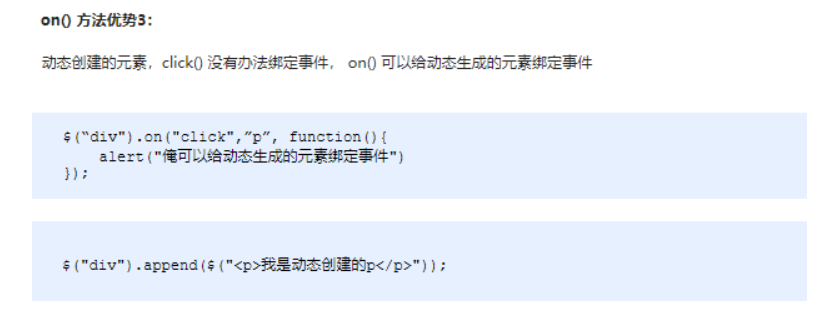 on() 方法优势3：
动态创建的元素，click() 没有办法绑定事件， on() 可以给动态生成的元素绑定事件
$(“div").on("click",”p”, function(){
alert("俺可以给动态生成的元素绑定事件")
});
$("div").append($("<p>我是动态创建的p</p>"));